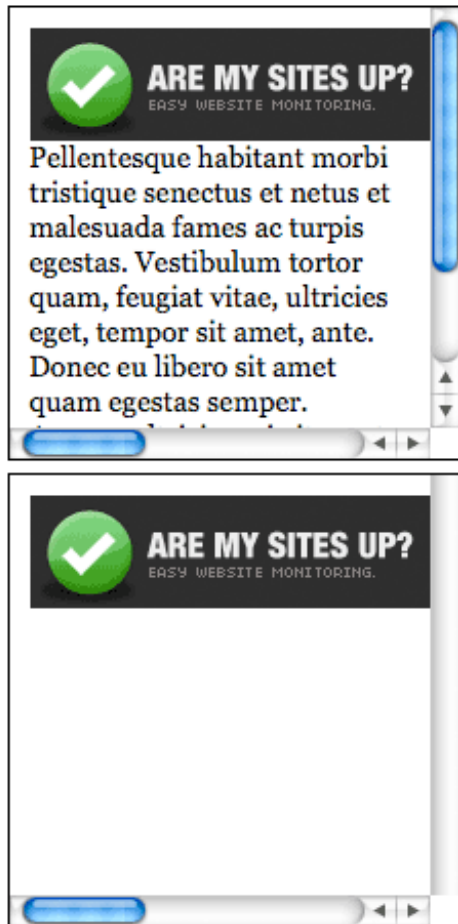 ARE MY SITES UP?
EASY WEBSITE MONITORING.
Pellentesque habitant morbi
tristique senectus et netus et
malesuada fames ac turpis
egestas. Vestibulum tortor
quam, feugiat vitae, ultricies
eget, tempor sit amet, ante.
Donec eu libero sit amet
quam egestas semper.
ARE MY SITES UP?
EASY WEBSITE MONITORING.